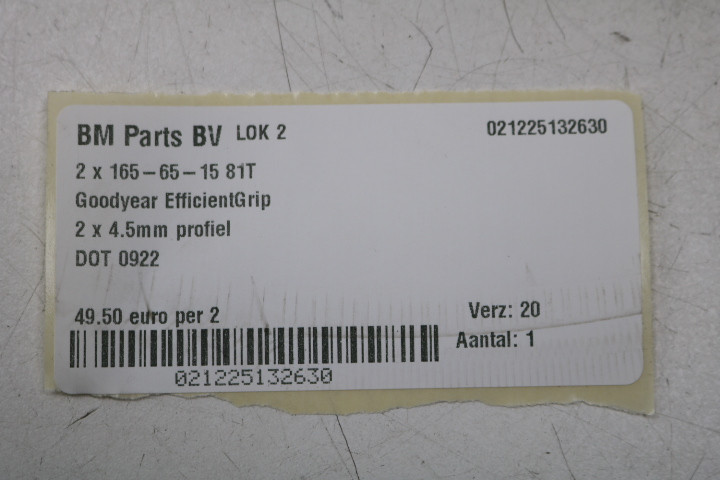 BM Parts BV LOK 2 021225132630
2 x 165-65-15 81T
Goodyear EfficientGrip
2 x 4.5mm profiel
DOT 0922
49.50 euro per 2 Verz: 20
Aantal: 1
021225132630